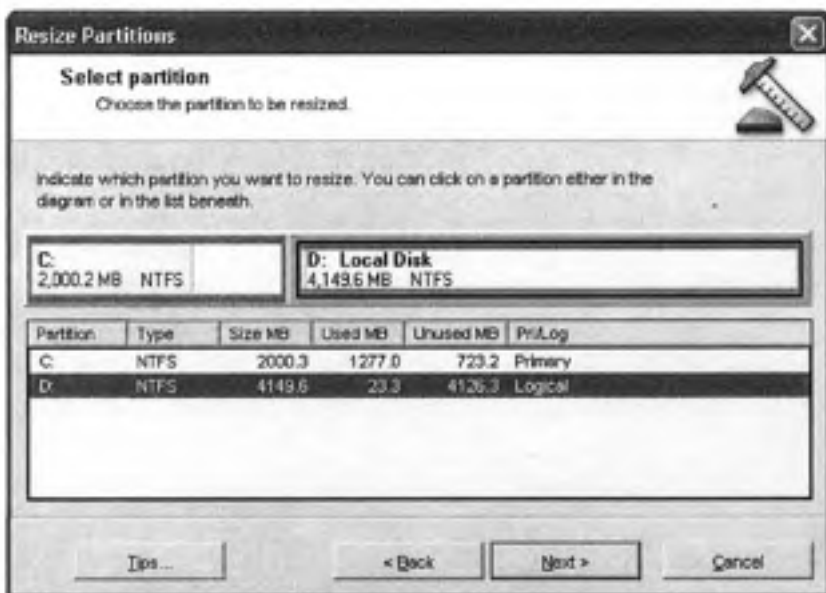 Resize Partitions
Select partition
Choose the partition to be resized.
Indicate which partition you want to resize. You can click on a partition either in the
diagram or in the list beneath.
C:
2,000.2 MB NTFS
D: Local Disk
4,149.6 MB NTFS
Partition Type Size MB Used MB Unused MB Pri/Log
C: NTFS 2000.3 1277.0 723.2 Primary
D: NTFS 4149.6 23.3 4126.3 Logical
Tips... < Back Next > Cancel